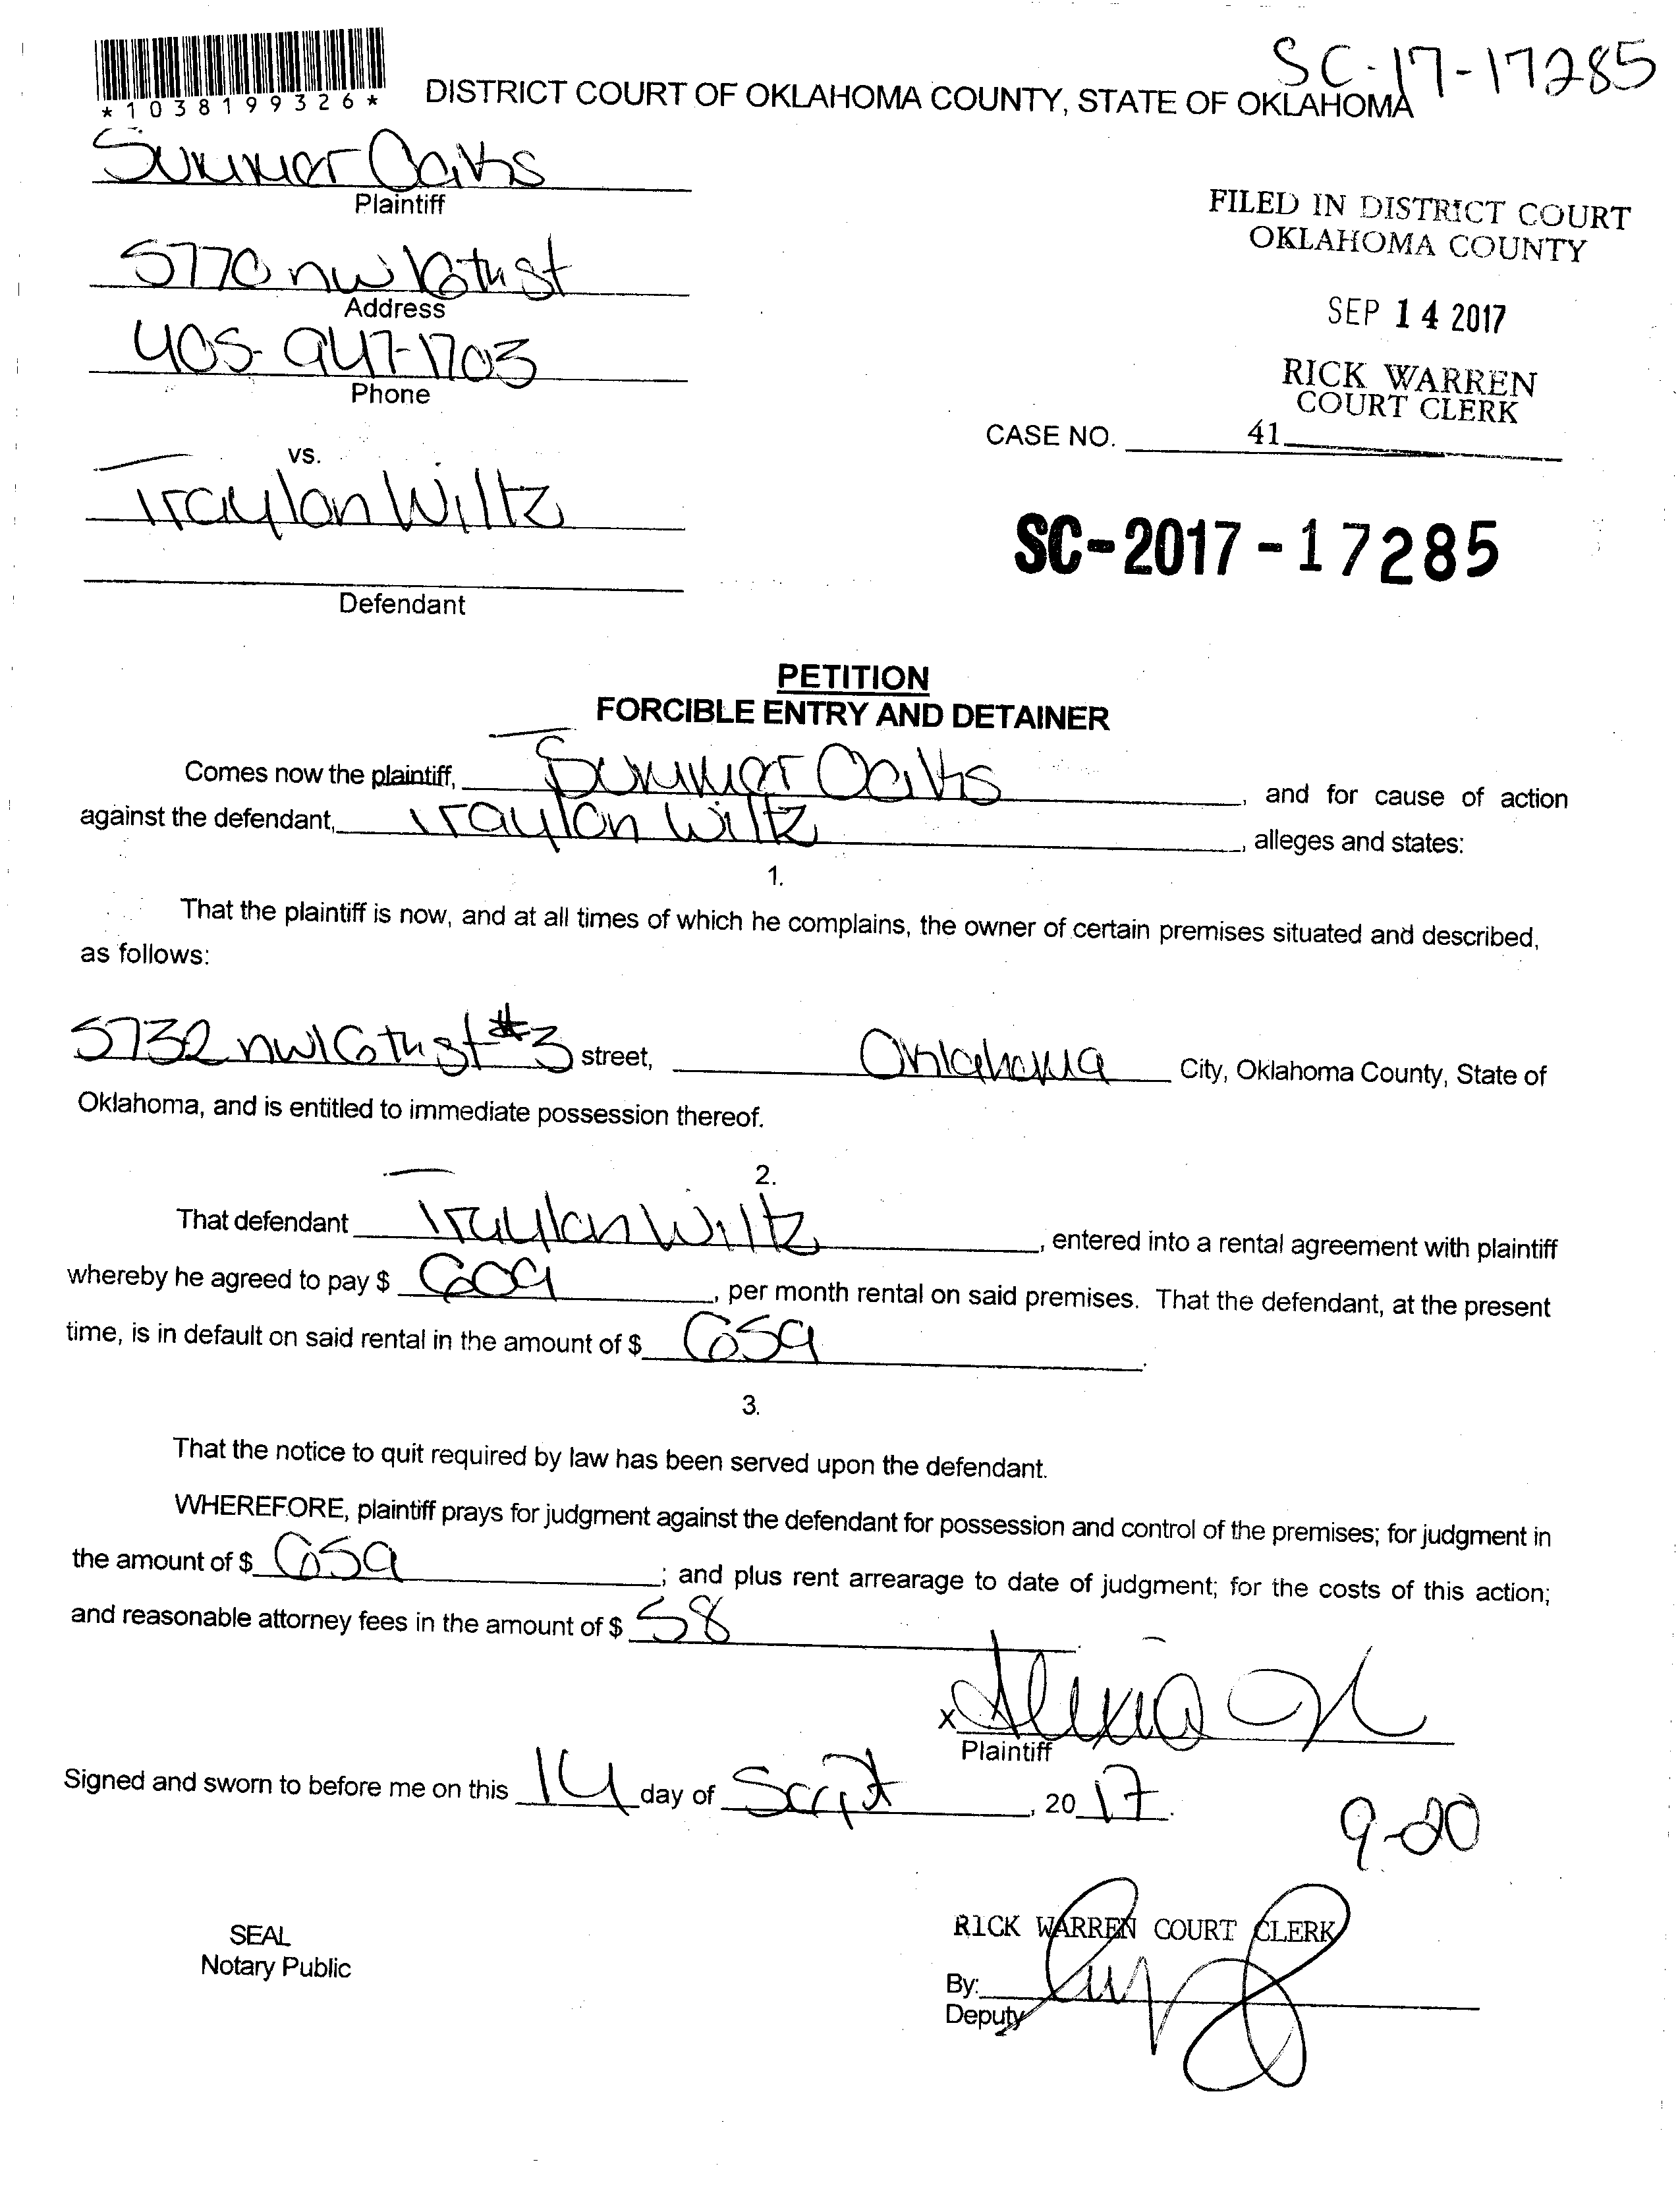 SC-17-17285
*1038199326*
DISTRICT COURT OF OKLAHOMA COUNTY, STATE OF OKLAHOMA
Summer Oaks
Plaintiff
5770 nw 16th st
Address
405-947-1703
Phone
FILED IN DISTRICT COURT
OKLAHOMA COUNTY
SEP 14 2017
RICK WARREN
COURT CLERK
CASE NO. 41
vs.
Traylon Wiltz
Defendant
SC-2017-17285
PETITION
FORCIBLE ENTRY AND DETAINER
Comes now the plaintiff, Summer Oaks, and for cause of action
against the defendant, Traylon Wiltz, alleges and states:
1.
That the plaintiff is now, and at all times of which he complains, the owner of certain premises situated and described,
as follows:
5732 nw 16th st #3 street, Oklahoma City, Oklahoma County, State of
Oklahoma, and is entitled to immediate possession thereof.
2.
That defendant Traylon Wiltz, entered into a rental agreement with plaintiff
whereby he agreed to pay $ 609, per month rental on said premises. That the defendant, at the present
time, is in default on said rental in the amount of $ 659.
3.
That the notice to quit required by law has been served upon the defendant.
WHEREFORE, plaintiff prays for judgment against the defendant for possession and control of the premises; for judgment in
the amount of $ 659; and plus rent arrearage to date of judgment; for the costs of this action;
and reasonable attorney fees in the amount of $ 58.
x Alexia
Plaintiff
Signed and sworn to before me on this 14 day of Sept, 2017.
9-20
SEAL
Notary Public
RICK WARREN COURT CLERK
By:
Deputy